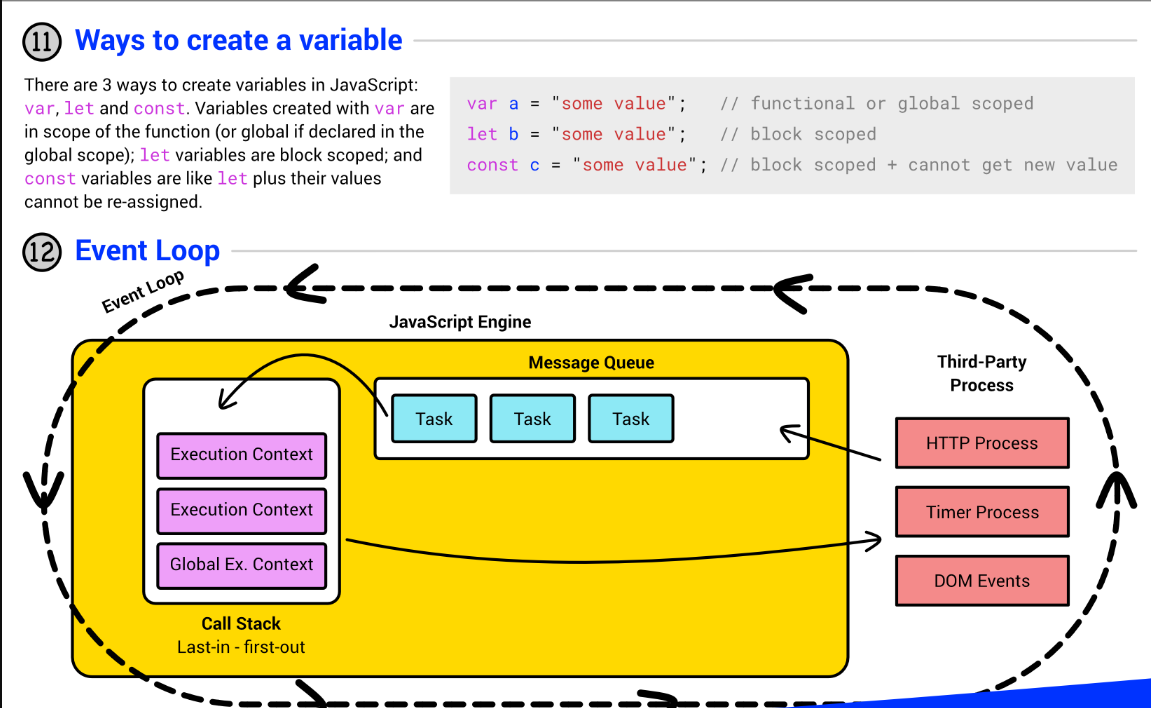 11 Ways to create a variable
There are 3 ways to create variables in JavaScript:
var, let and const. Variables created with var are
in scope of the function (or global if declared in the
global scope); let variables are block scoped; and
const variables are like let plus their values
cannot be re-assigned.
var a = "some value";   // functional or global scoped
let b = "some value";   // block scoped
const c = "some value"; // block scoped + cannot get new value
12 Event Loop
Event Loop
JavaScript Engine
Message Queue
Task Task Task
Execution Context
Execution Context
Global Ex. Context
Call Stack
Last-in - first-out
Third-Party
Process
HTTP Process
Timer Process
DOM Events